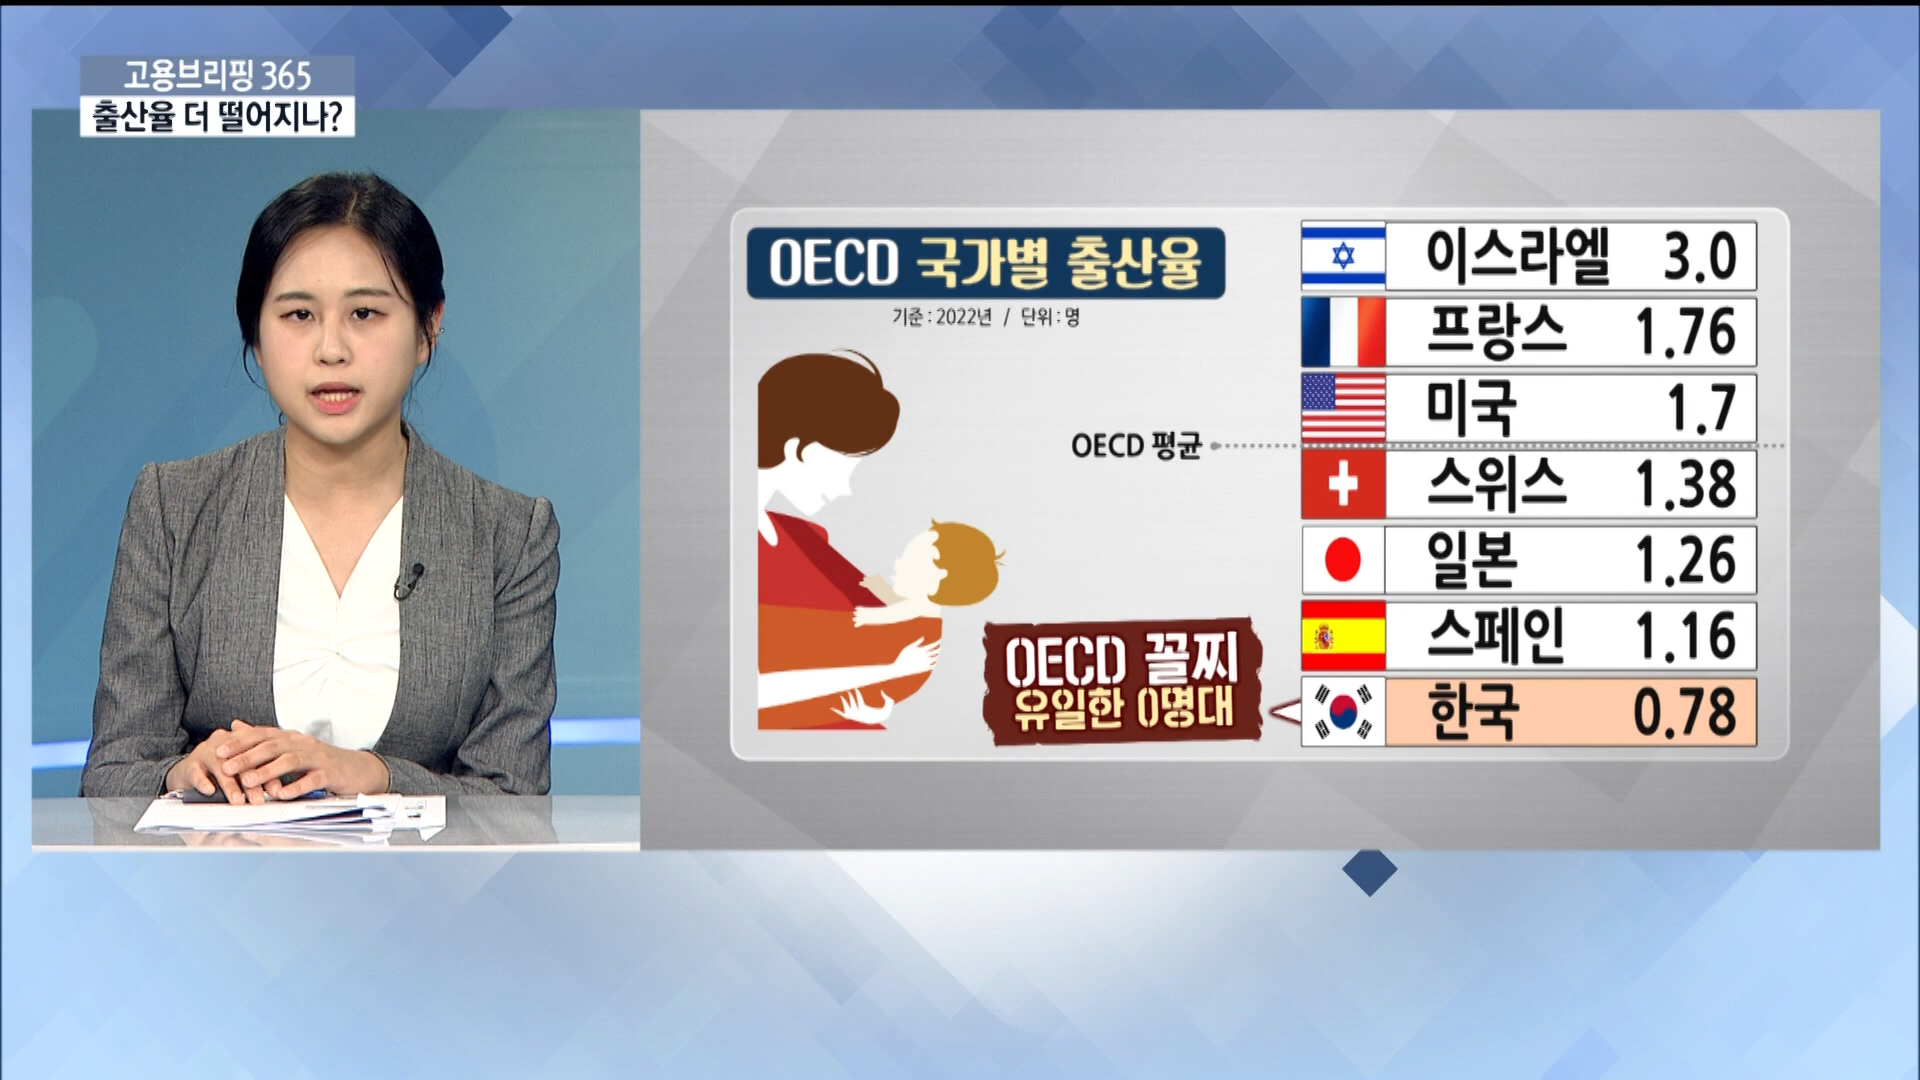 고용브리핑 365
출산율 더 떨어지나?
OECD 국가별 출산율
기준 : 2022년 / 단위 : 명
이스라엘 3.0
프랑스 1.76
미국 1.7
OECD 평균
스위스 1.38
일본 1.26
스페인 1.16
한국 0.78
OECD 꼴찌
유일한 0명대